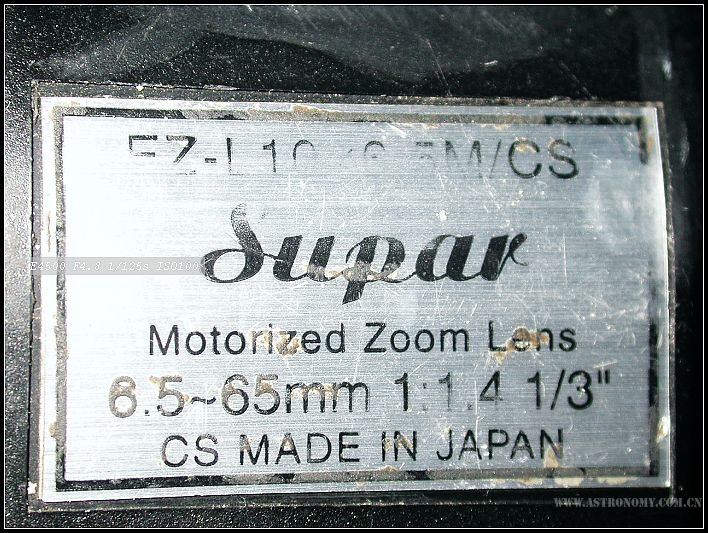 Supar
E4500 F4.8 1/125s ISO100
Motorized Zoom Lens
6.5~65mm 1:1.4 1/3"
CS MADE IN JAPAN
WWW.ASTRONOMY.COM.CN